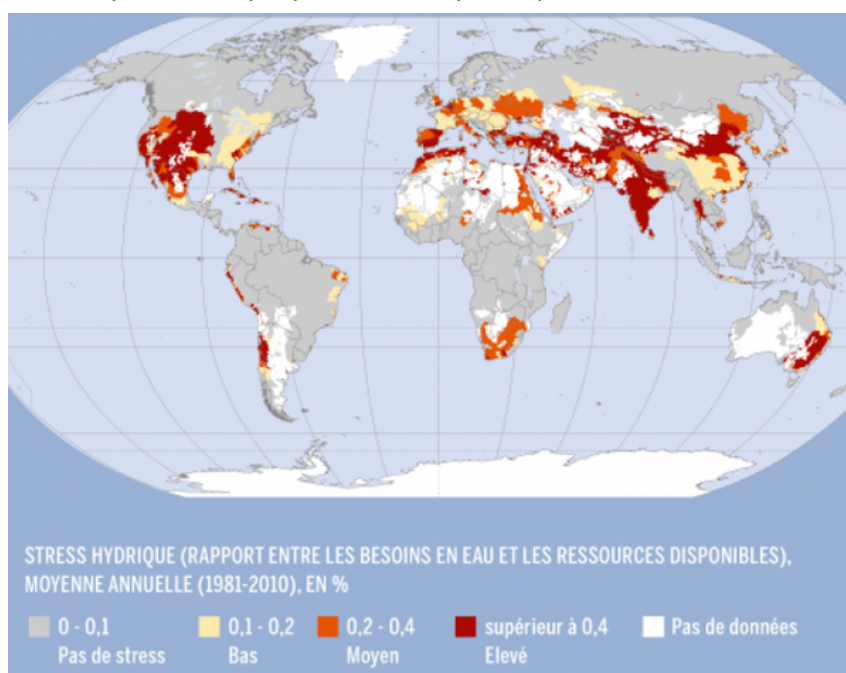 STRESS HYDRIQUE (RAPPORT ENTRE LES BESOINS EN EAU ET LES RESSOURCES DISPONIBLES),
MOYENNE ANNUELLE (1981-2010), EN %
0 - 0,1
Pas de stress
0,1 - 0,2
Bas
0,2 - 0,4
Moyen
supérieur à 0,4
Elevé
Pas de données